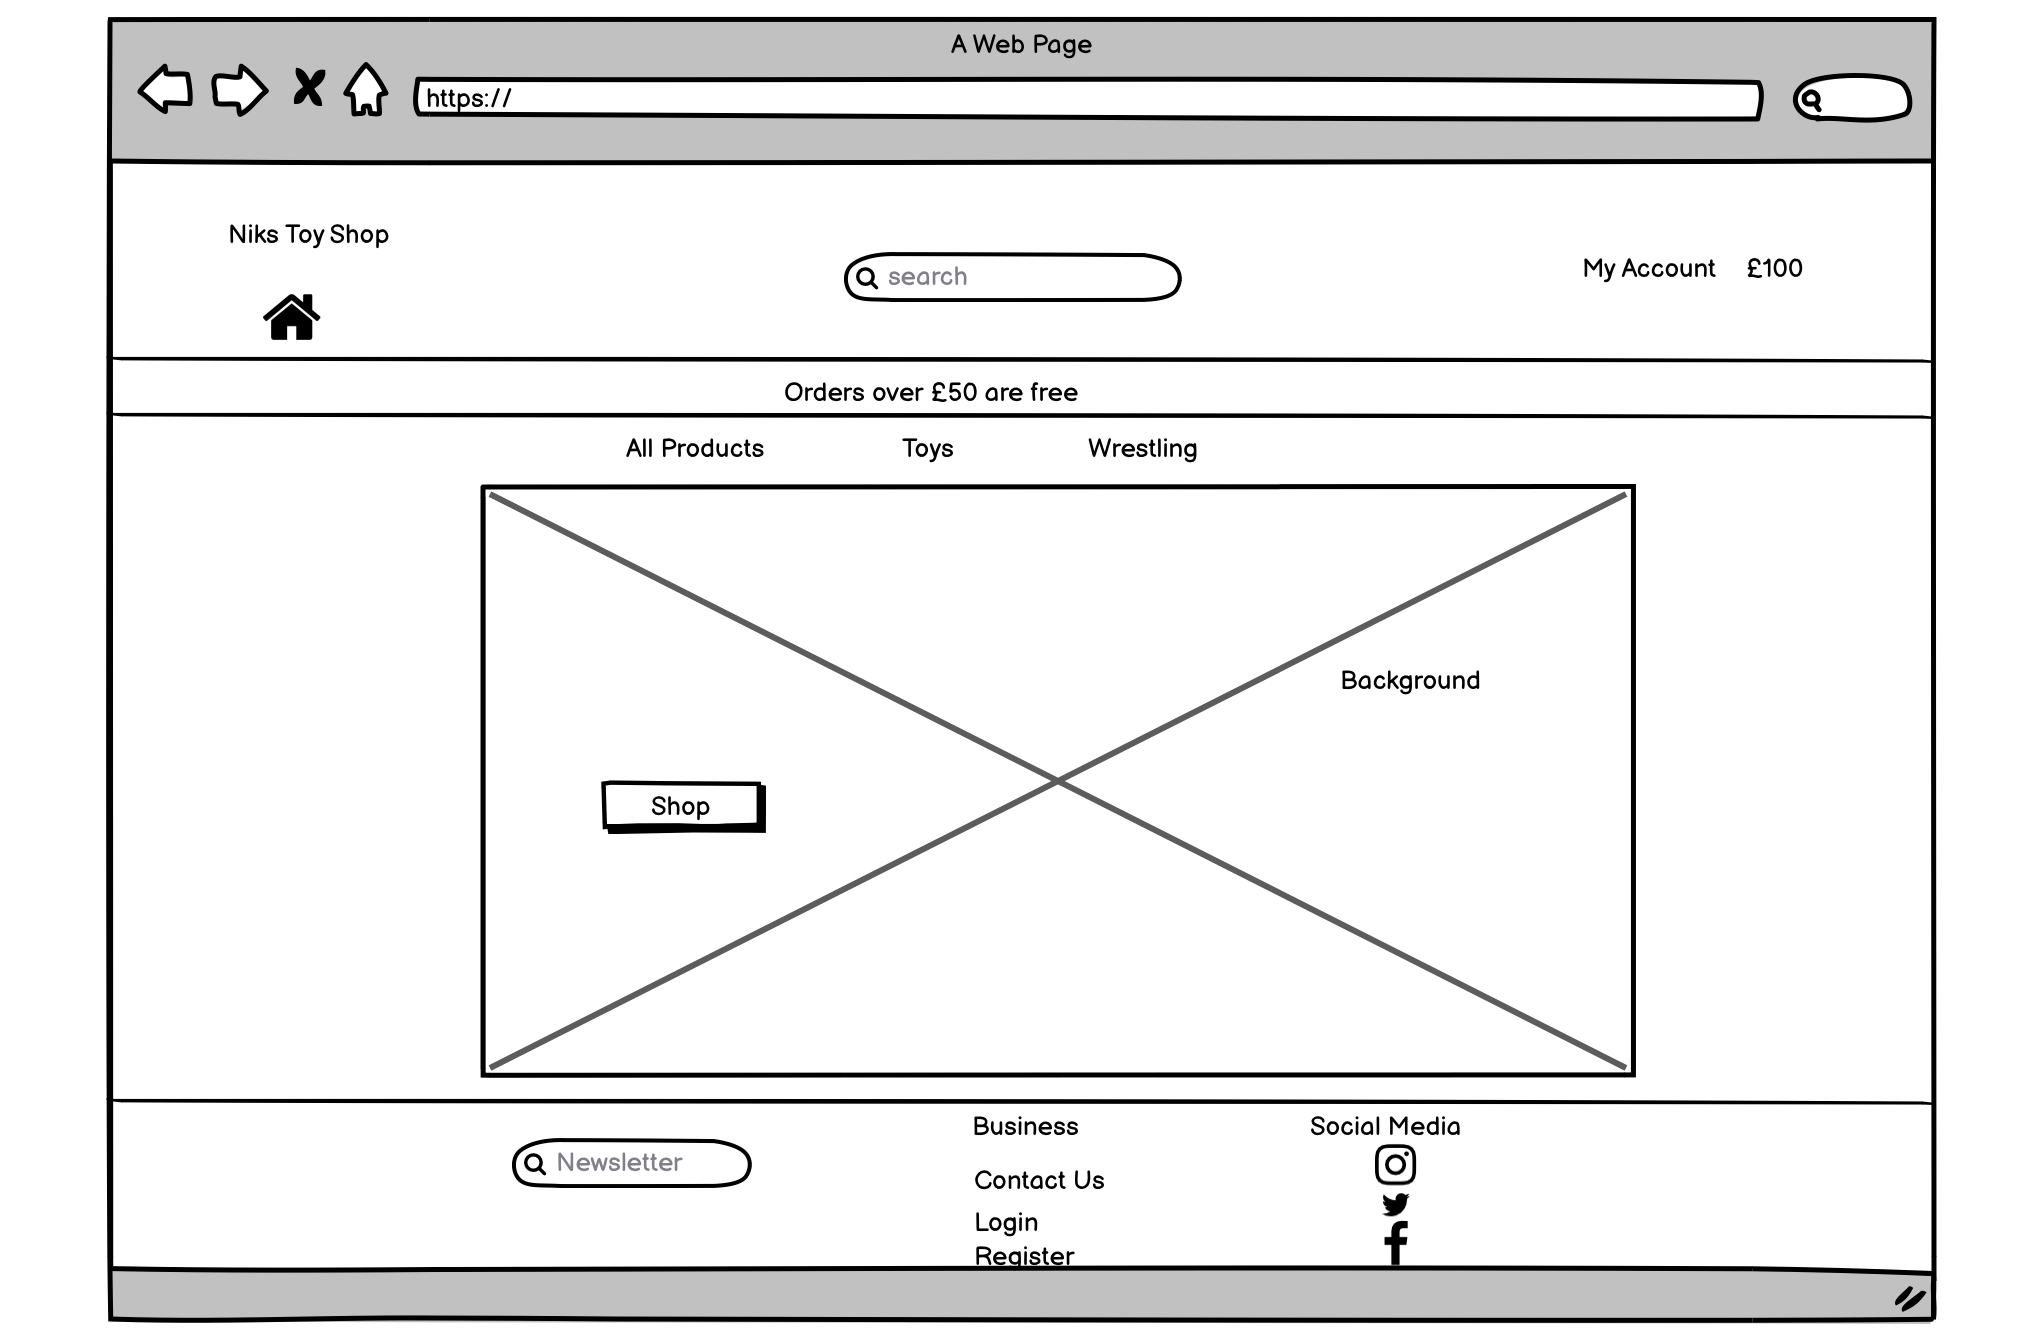 A Web Page
https://
Niks Toy Shop
search
My Account £100
Orders over £50 are free
All Products Toys Wrestling
Background
Shop
Newsletter
Business
Contact Us
Login
Register
Social Media